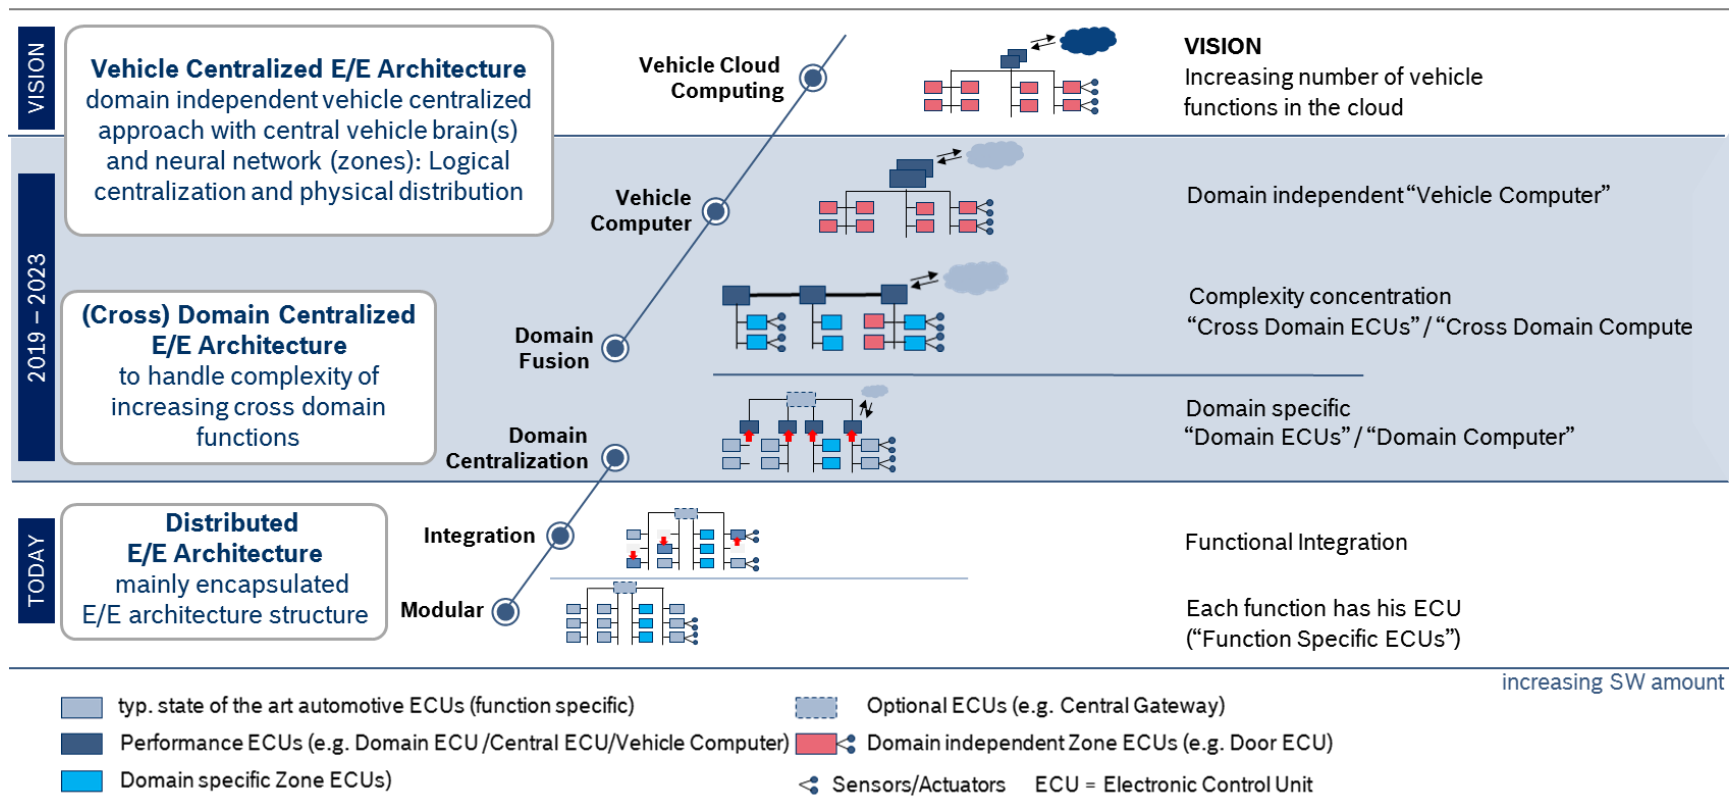 VISION
Vehicle Centralized E/E Architecture
domain independent vehicle centralized
approach with central vehicle brain(s)
and neural network (zones): Logical
centralization and physical distribution
Vehicle Cloud
Computing
VISION
Increasing number of vehicle
functions in the cloud
2019 – 2023
Vehicle
Computer
Domain independent “Vehicle Computer”
(Cross) Domain Centralized
E/E Architecture
to handle complexity of
increasing cross domain
functions
Domain
Fusion
Complexity concentration
“Cross Domain ECUs” / “Cross Domain Compute
Domain
Centralization
Domain specific
“Domain ECUs” / “Domain Computer”
TODAY
Distributed
E/E Architecture
mainly encapsulated
E/E architecture structure
Integration
Functional Integration
Modular
Each function has his ECU
(“Function Specific ECUs”)
increasing SW amount
typ. state of the art automotive ECUs (function specific)
Performance ECUs (e.g. Domain ECU /Central ECU/Vehicle Computer)
Domain specific Zone ECUs)
Optional ECUs (e.g. Central Gateway)
Domain independent Zone ECUs (e.g. Door ECU)
Sensors/Actuators ECU = Electronic Control Unit